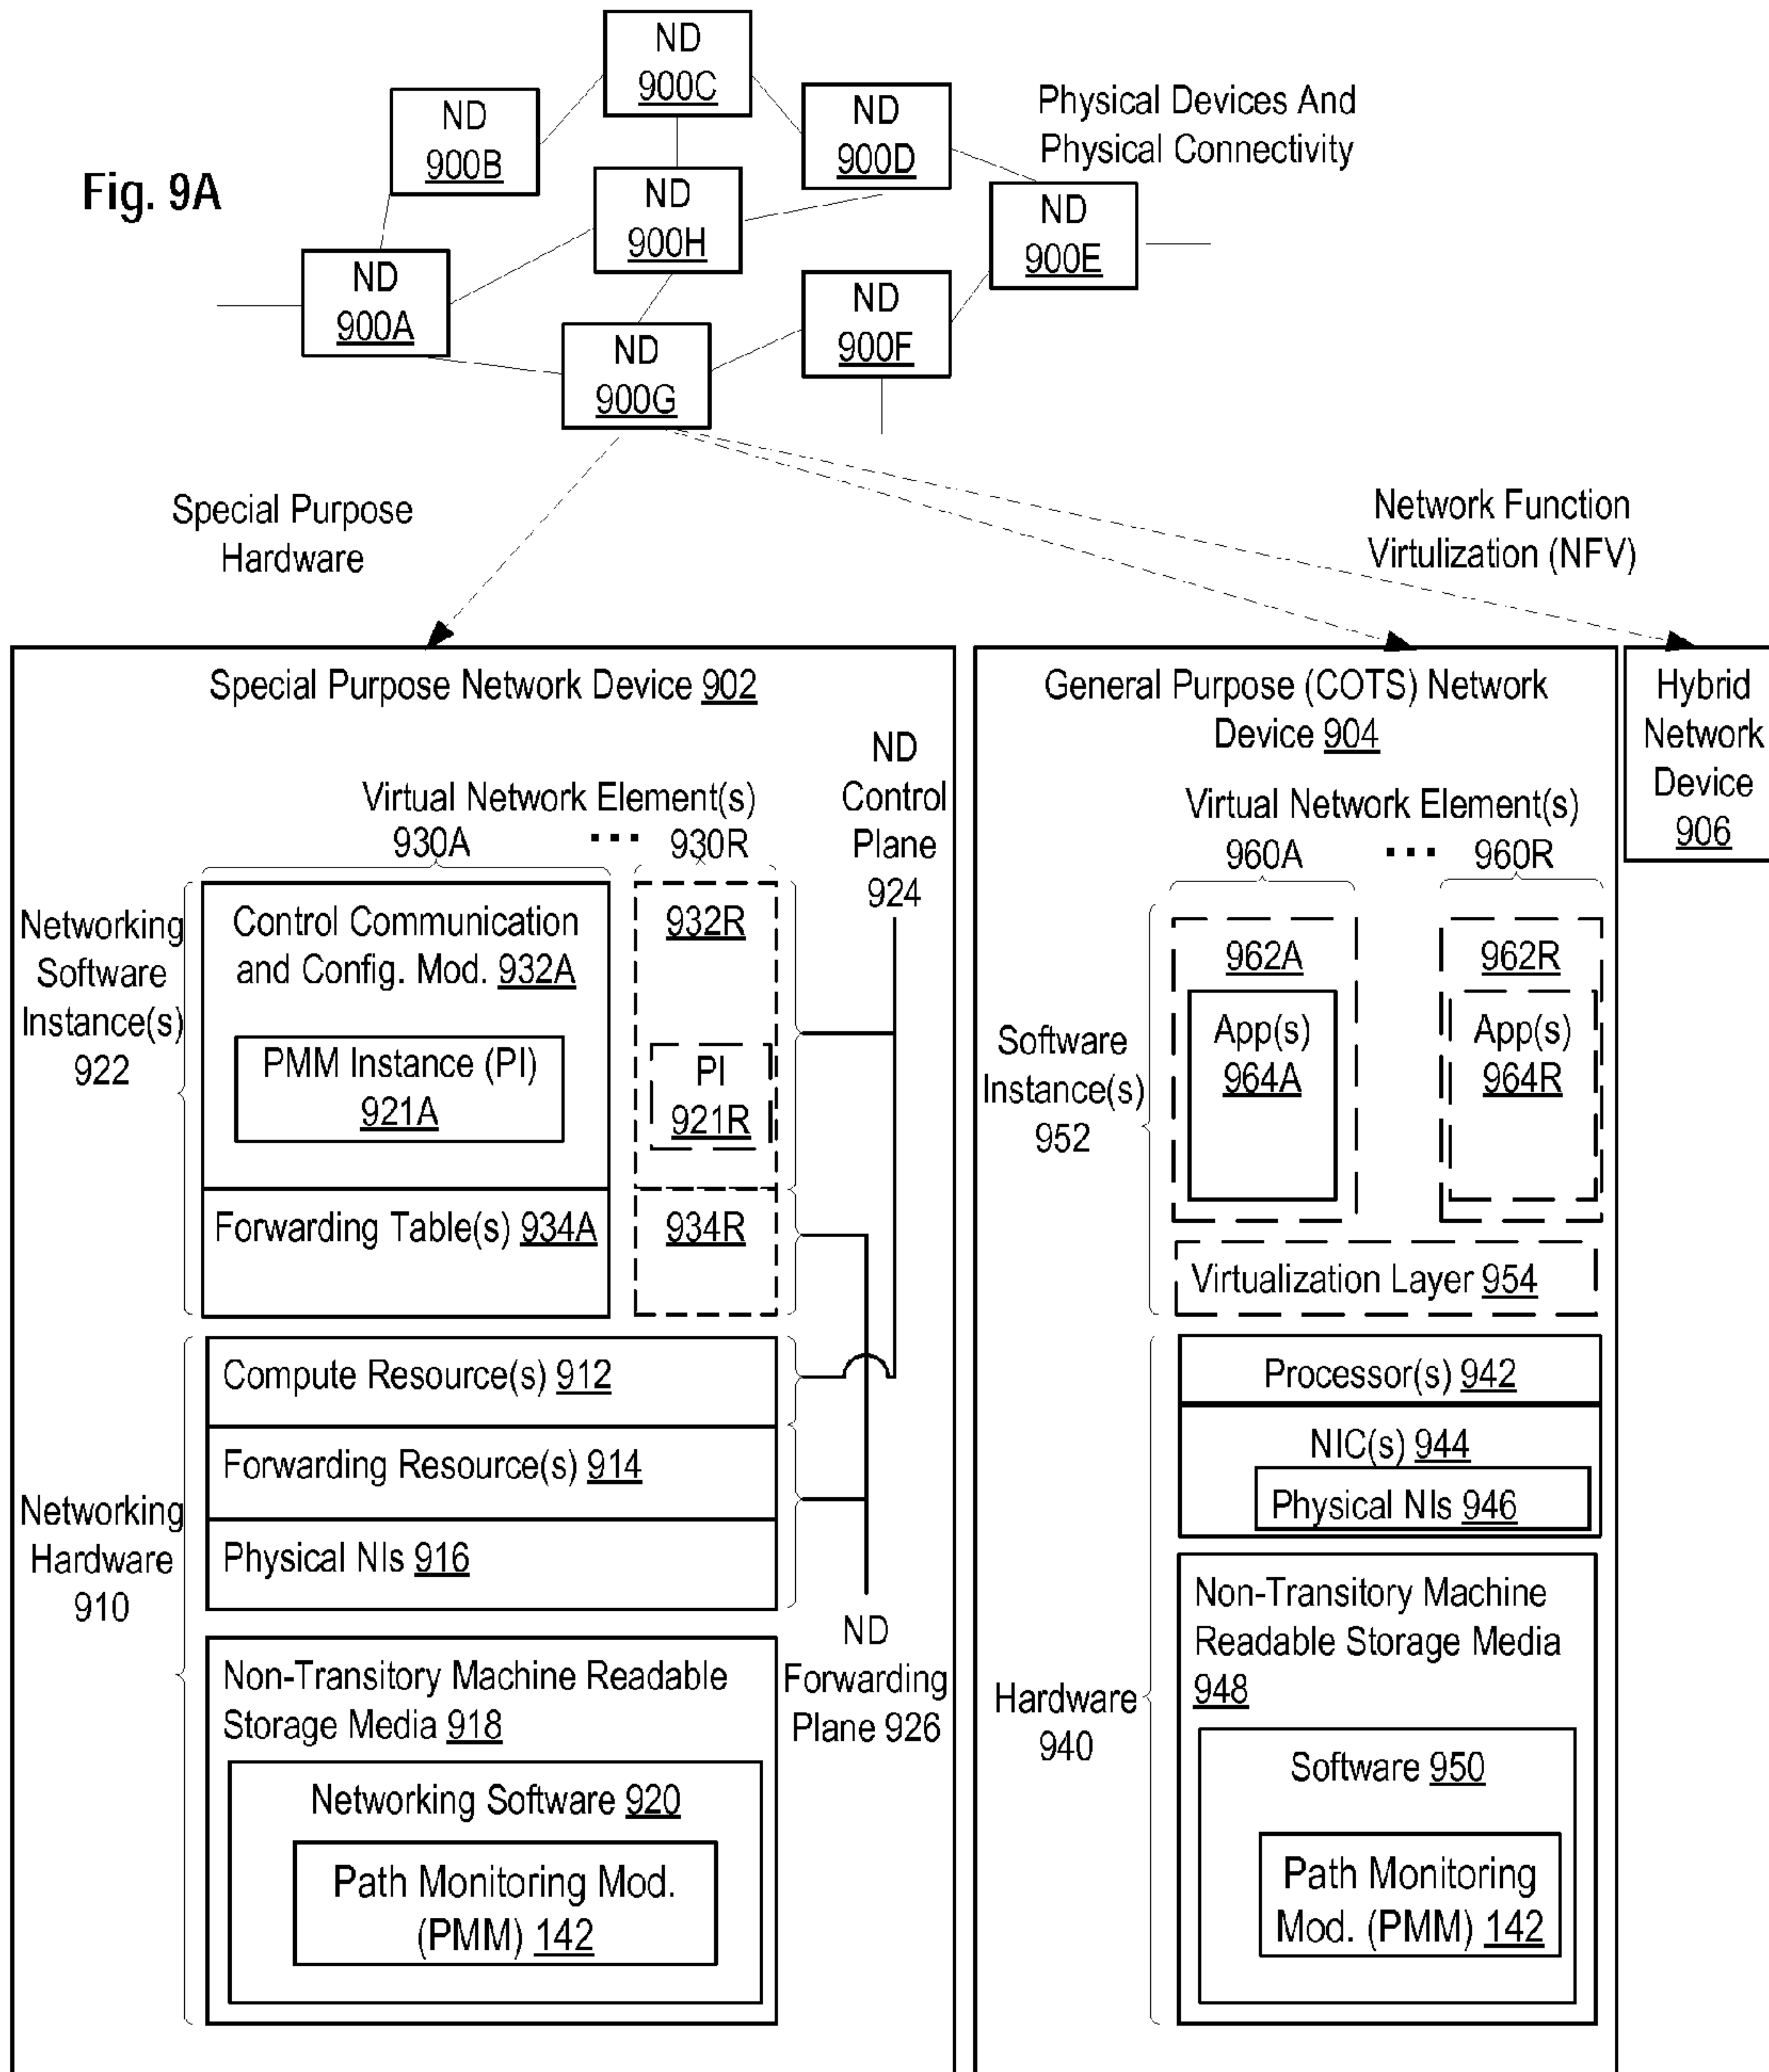 Fig. 9A
ND
900C
ND
900B
ND
900D
Physical Devices And
Physical Connectivity
ND
900H
ND
900E
ND
900A
ND
900F
ND
900G
Special Purpose
Hardware
Network Function
Virtulization (NFV)
Special Purpose Network Device 902
ND
Control
Plane
924
Virtual Network Element(s)
930A
...
930R
Networking
Software
Instance(s)
922
Control Communication
and Config. Mod. 932A
932R
PMM Instance (PI)
921A
PI
921R
Forwarding Table(s) 934A
934R
Networking
Hardware
910
Compute Resource(s) 912
Forwarding Resource(s) 914
Physical NIs 916
ND
Forwarding
Plane 926
Non-Transitory Machine Readable
Storage Media 918
Networking Software 920
Path Monitoring Mod.
(PMM) 142
General Purpose (COTS) Network
Device 904
Virtual Network Element(s)
960A
...
960R
Software
Instance(s)
952
962A
962R
App(s)
964A
App(s)
964R
Virtualization Layer 954
Hardware
940
Processor(s) 942
NIC(s) 944
Physical NIs 946
Non-Transitory Machine
Readable Storage Media
948
Software 950
Path Monitoring
Mod. (PMM) 142
Hybrid
Network
Device
906